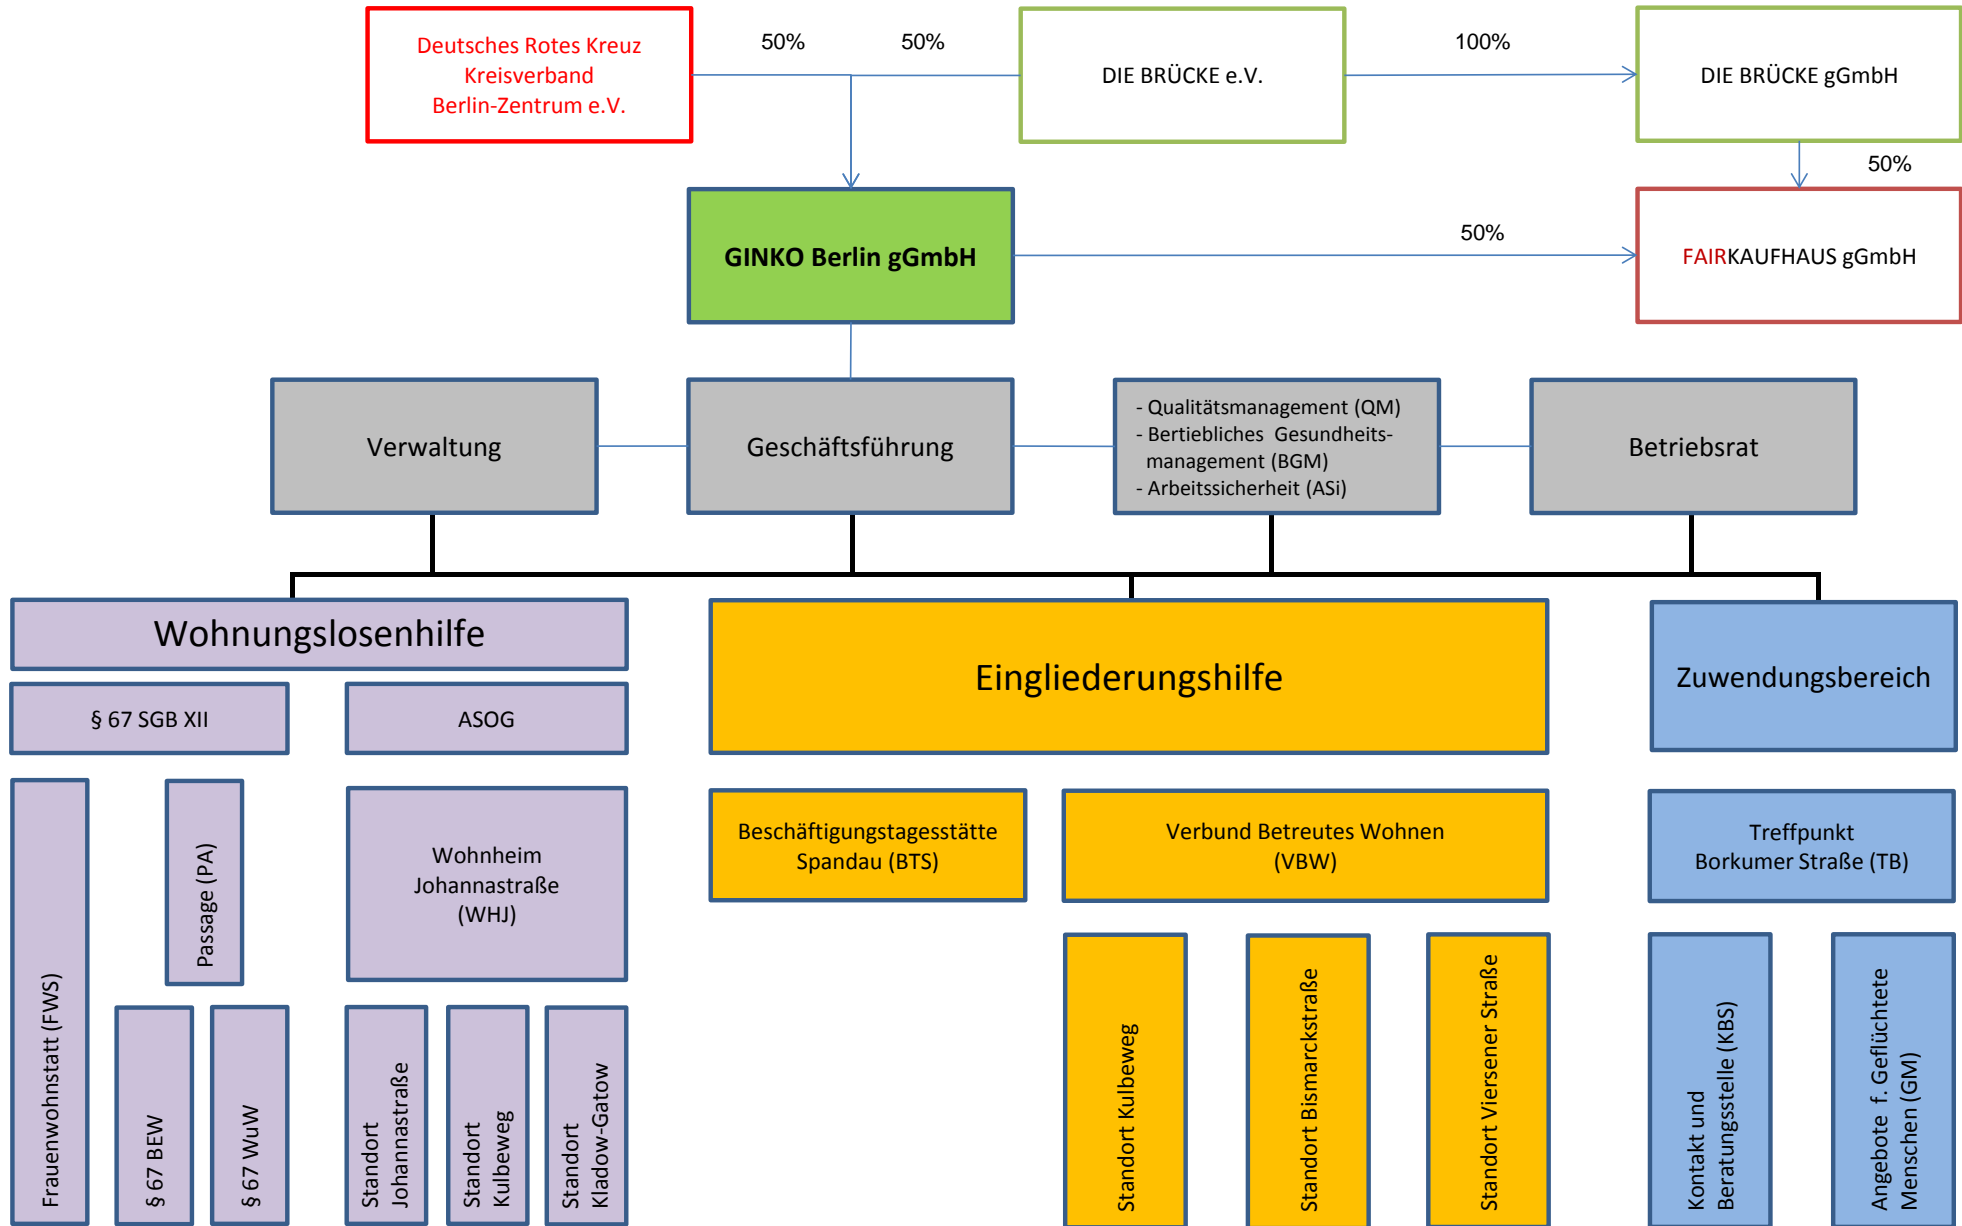 Deutsches Rotes Kreuz
Kreisverband
Berlin-Zentrum e.V.
50%
50%
DIE BRÜCKE e.V.
100%
DIE BRÜCKE gGmbH
50%
GINKO Berlin gGmbH
50%
FAIRKAUFHAUS gGmbH
Verwaltung
Geschäftsführung
- Qualitätsmanagement (QM)
- Bertiebliches Gesundheits-
management (BGM)
- Arbeitssicherheit (ASi)
Betriebsrat
Wohnungslosenhilfe
§ 67 SGB XII
ASOG
Frauenwohnstatt (FWS)
Passage (PA)
§ 67 BEW
§ 67 WuW
Wohnheim
Johannastraße
(WHJ)
Standort
Johannastraße
Standort
Kulbeweg
Standort
Kladow-Gatow
Eingliederungshilfe
Beschäftigungstagesstätte
Spandau (BTS)
Verbund Betreutes Wohnen
(VBW)
Standort Kulbeweg
Standort Bismarckstraße
Standort Viersener Straße
Zuwendungsbereich
Treffpunkt
Borkumer Straße (TB)
Kontakt und
Beratungsstelle (KBS)
Angebote f. Geflüchtete
Menschen (GM)